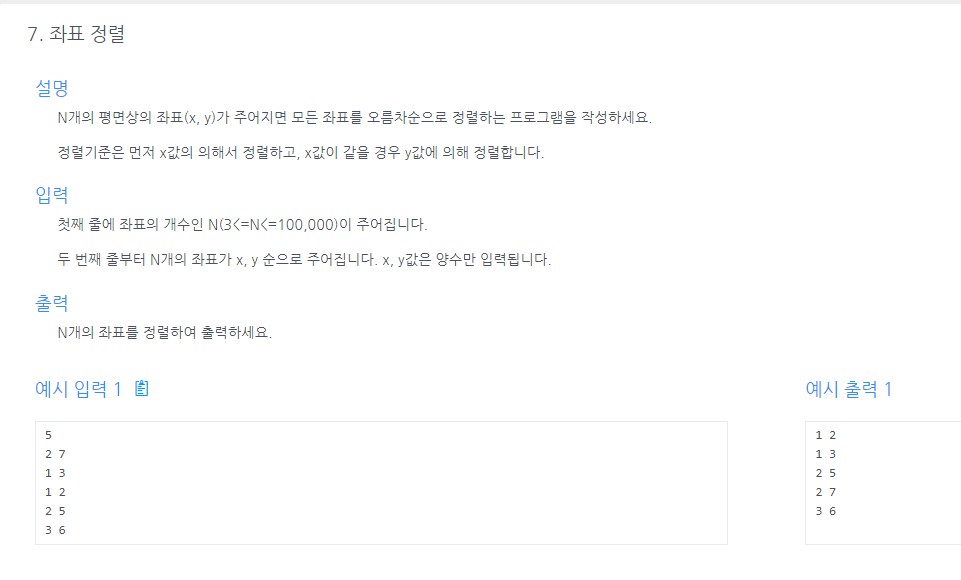 7. 좌표 정렬
설명
N개의 평면상의 좌표(x, y)가 주어지면 모든 좌표를 오름차순으로 정렬하는 프로그램을 작성하세요.
정렬기준은 먼저 x값의 의해서 정렬하고, x값이 같을 경우 y값에 의해 정렬합니다.
입력
첫째 줄에 좌표의 개수인 N(3<=N<=100,000)이 주어집니다.
두 번째 줄부터 N개의 좌표가 x, y 순으로 주어집니다. x, y값은 양수만 입력됩니다.
출력
N개의 좌표를 정렬하여 출력하세요.
예시 입력 1
5
2 7
1 3
1 2
2 5
3 6
예시 출력 1
1 2
1 3
2 5
2 7
3 6